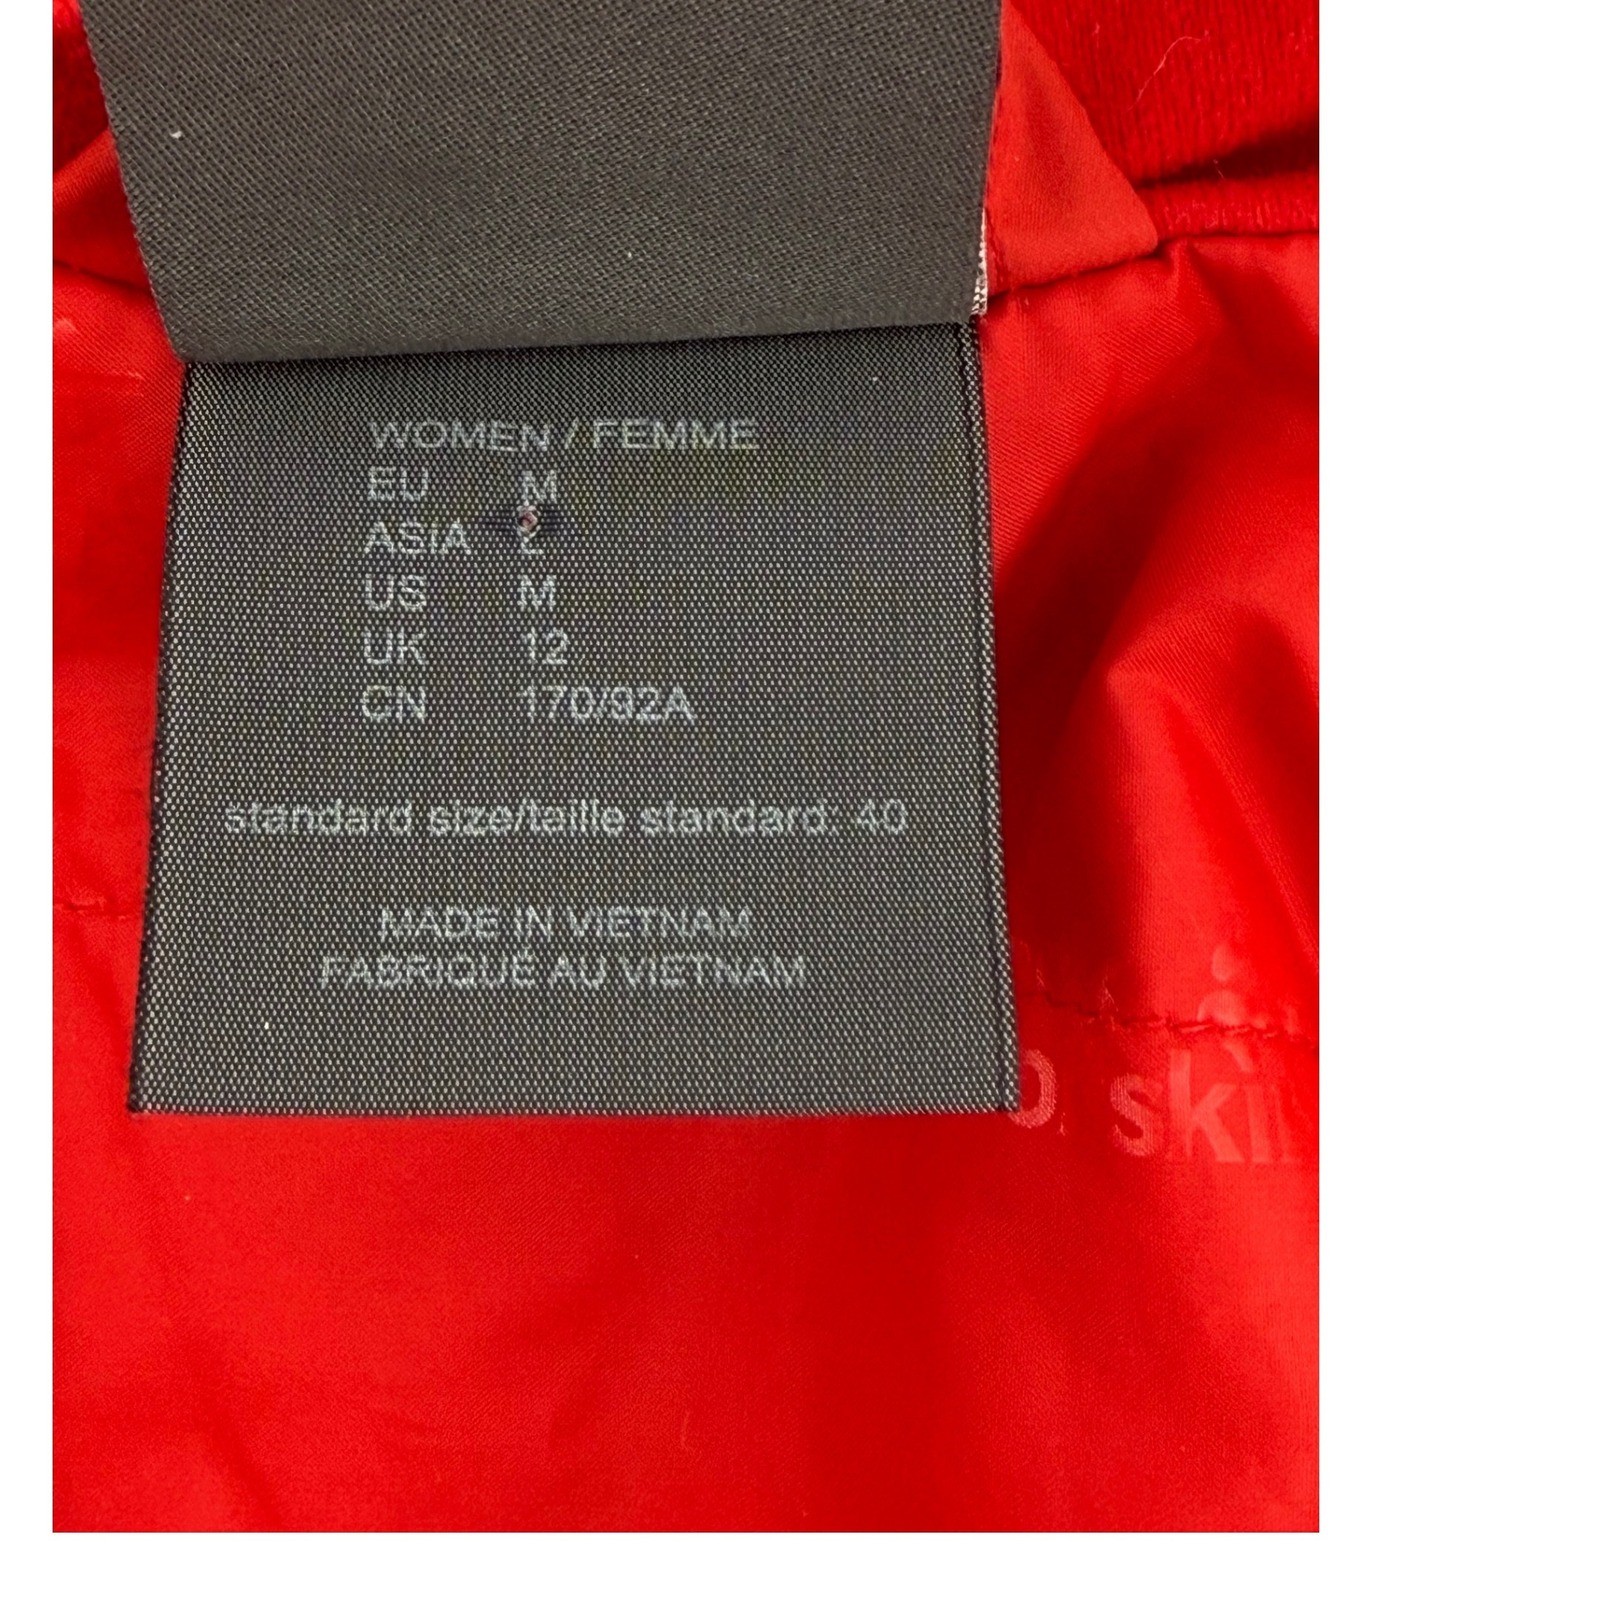 WOMEN / FEMME
EU M
ASIA L
US M
UK 12
CN 170/92A
standard size/taille standard: 40
MADE IN VIETNAM
FABRIQUÉ AU VIETNAM